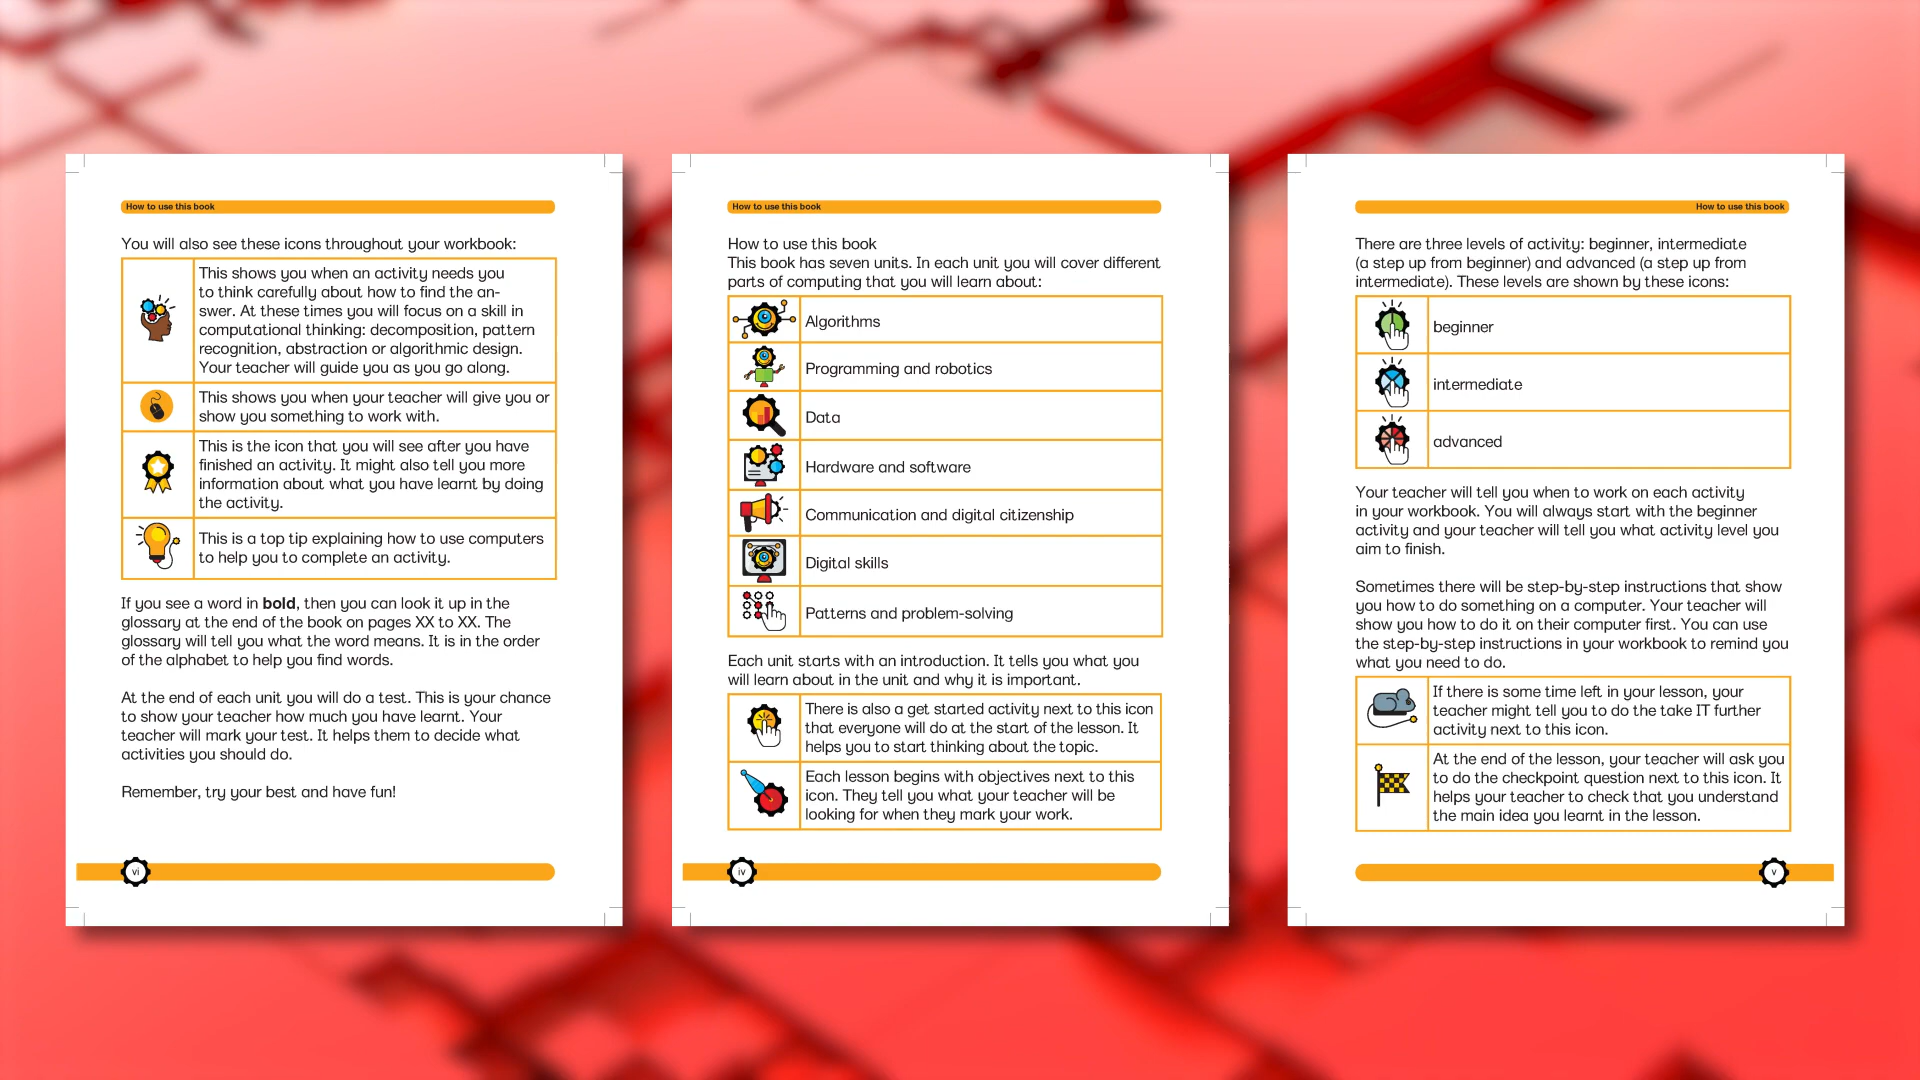 How to use this book
You will also see these icons throughout your workbook:
This shows you when an activity needs you
to think carefully about how to find the an-
swer. At these times you will focus on a skill in
computational thinking: decomposition, pattern
recognition, abstraction or algorithmic design.
Your teacher will guide you as you go along.
This shows you when your teacher will give you or
show you something to work with.
This is the icon that you will see after you have
finished an activity. It might also tell you more
information about what you have learnt by doing
the activity.
This is a top tip explaining how to use computers
to help you to complete an activity.
If you see a word in bold, then you can look it up in the
glossary at the end of the book on pages XX to XX. The
glossary will tell you what the word means. It is in the order
of the alphabet to help you find words.
At the end of each unit you will do a test. This is your chance
to show your teacher how much you have learnt. Your
teacher will mark your test. It helps them to decide what
activities you should do.
Remember, try your best and have fun!
vi
How to use this book
How to use this book
This book has seven units. In each unit you will cover different
parts of computing that you will learn about:
Algorithms
Programming and robotics
Data
Hardware and software
Communication and digital citizenship
Digital skills
Patterns and problem-solving
Each unit starts with an introduction. It tells you what you
will learn about in the unit and why it is important.
There is also a get started activity next to this icon
that everyone will do at the start of the lesson. It
helps you to start thinking about the topic.
Each lesson begins with objectives next to this
icon. They tell you what your teacher will be
looking for when they mark your work.
iv
How to use this book
There are three levels of activity: beginner, intermediate
(a step up from beginner) and advanced (a step up from
intermediate). These levels are shown by these icons:
beginner
intermediate
advanced
Your teacher will tell you when to work on each activity
in your workbook. You will always start with the beginner
activity and your teacher will tell you what activity level you
aim to finish.
Sometimes there will be step-by-step instructions that show
you how to do something on a computer. Your teacher will
show you how to do it on their computer first. You can use
the step-by-step instructions in your workbook to remind you
what you need to do.
If there is some time left in your lesson, your
teacher might tell you to do the take IT further
activity next to this icon.
At the end of the lesson, your teacher will ask you
to do the checkpoint question next to this icon. It
helps your teacher to check that you understand
the main idea you learnt in the lesson.
v